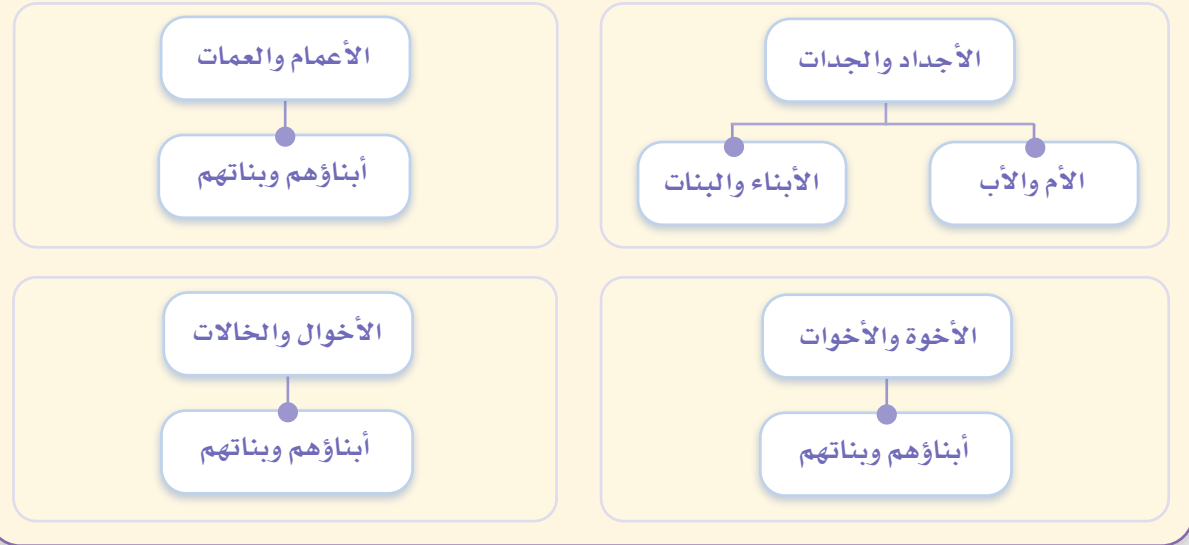 الأجداد والجدات
الأم والأب
الأبناء والبنات
الأعمام والعمات
أبناؤهم وبناتهم
الأخوة والأخوات
أبناؤهم وبناتهم
الأخوال والخالات
أبناؤهم وبناتهم